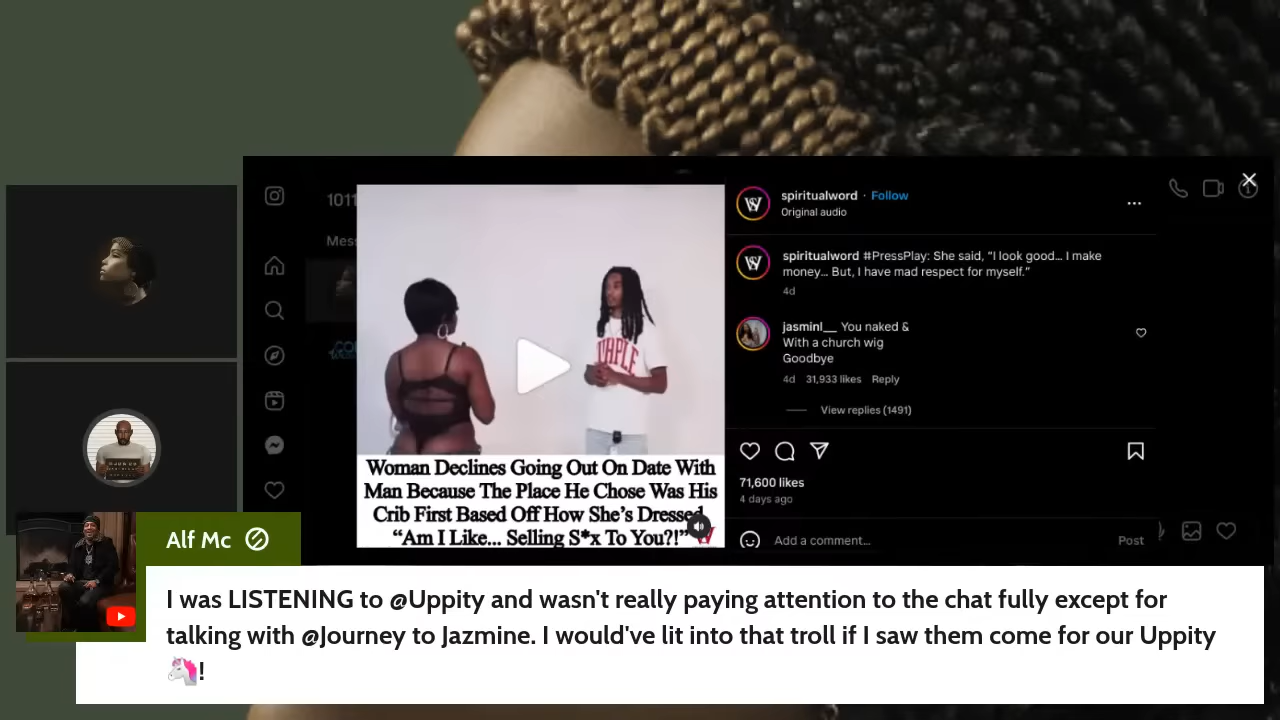 1011
Mess
spiritualword · Follow
Original audio
spiritualword #PressPlay: She said, “I look good… I make
money… But, I have mad respect for myself.”
4d
jasminl__ You naked &
With a church wig
Goodbye
4d 31,933 likes Reply
View replies (1491)
71,600 likes
4 days ago
Add a comment…
Post
PURPLE
Woman Declines Going Out On Date With
Man Because The Place He Chose Was His
Crib First Based Off How She’s Dressed
“Am I Like… Selling S*x To You?!”
Alf Mc
I was LISTENING to @Uppity and wasn't really paying attention to the chat fully except for
talking with @Journey to Jazmine. I would've lit into that troll if I saw them come for our Uppity
🦄!